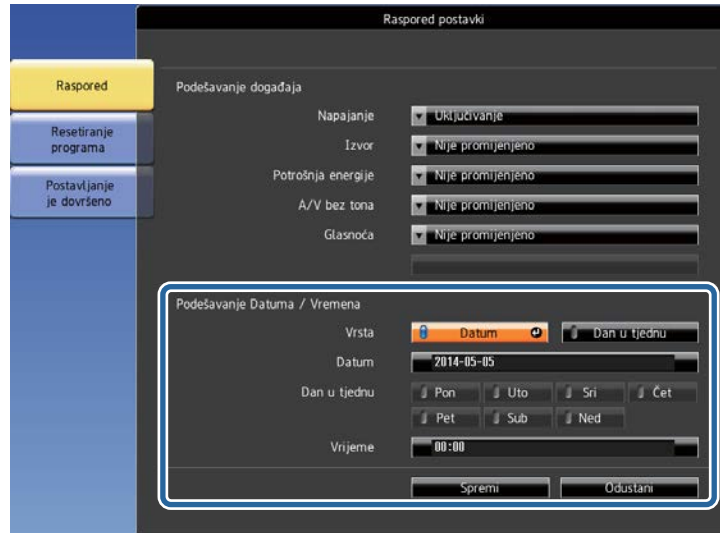 Raspored postavki
Raspored
Resetiranje
programa
Postavljanje
je dovršeno
Podešavanje događaja
Napajanje Uključivanje
Izvor Nije promijenjeno
Potrošnja energije Nije promijenjeno
A/V bez tona Nije promijenjeno
Glasnoća Nije promijenjeno
Podešavanje Datuma / Vremena
Vrsta Datum Dan u tjednu
Datum 2014-05-05
Dan u tjednu Pon Uto Sri Čet
Pet Sub Ned
Vrijeme 00:00
Spremi Odustani